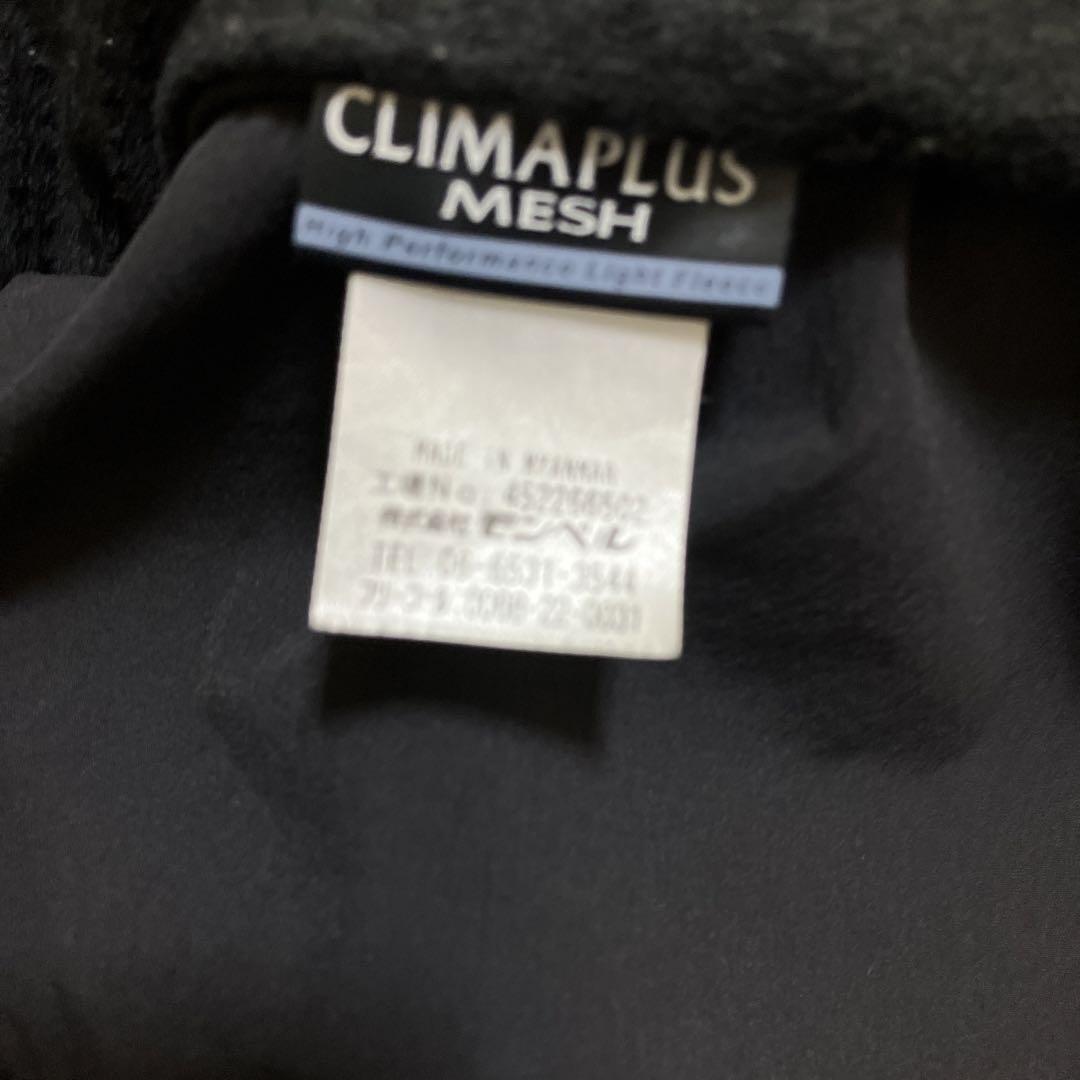 CLIMAPLUS
MESH
High Performance Light Fleece
MADE IN MYANMAR
工場No. 452266502
株式会社 モンベル
TEL 06-6531-3544
フリーコール 0088-22-0031